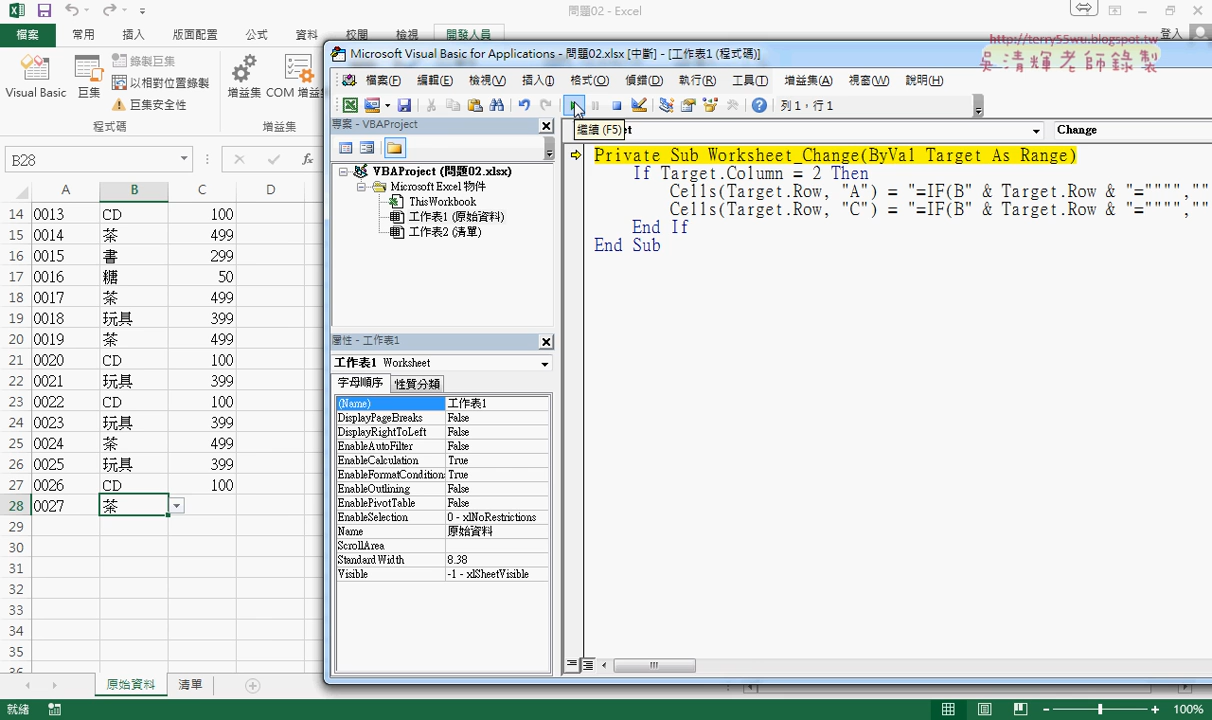 問題02 - Excel
檔案 常用 插入 版面配置 公式 資料 校閱 檢視 開發人員 登入
http://terry55wu.blogspot.tw
吳清輝老師錄製
Visual Basic 巨集 錄製巨集 以相對位置錄製 巨集安全性 增益集 COM 增益
程式碼 增益集
B28 fx
A B C D
14 0013 CD 100
15 0014 茶 499
16 0015 書 299
17 0016 糖 50
18 0017 茶 499
19 0018 玩具 399
20 0019 茶 499
21 0020 CD 100
22 0021 玩具 399
23 0022 CD 100
24 0023 玩具 399
25 0024 茶 499
26 0025 玩具 399
27 0026 CD 100
28 0027 茶
29
30
31
32
33
34
35
原始資料 清單
就緒 100%
Microsoft Visual Basic for Applications - 問題02.xlsx [中斷] - [工作表1 (程式碼)]
檔案(F) 編輯(E) 檢視(V) 插入(I) 格式(O) 偵錯(D) 執行(R) 工具(T) 增益集(A) 視窗(W) 說明(H)
列 1，行 1
繼續 (F5)
專案 - VBAProject
VBAProject (問題02.xlsx)
Microsoft Excel 物件
ThisWorkbook
工作表1 (原始資料)
工作表2 (清單)
屬性 - 工作表1
工作表1 Worksheet
字母順序 性質分類
(Name) 工作表1
DisplayPageBreaks False
DisplayRightToLeft False
EnableAutoFilter False
EnableCalculation True
EnableFormatCondition True
EnableOutlining False
EnablePivotTable False
EnableSelection 0 - xlNoRestrictions
Name 原始資料
ScrollArea
StandardWidth 8.38
Visible -1 - xlSheetVisible
Change
Private Sub Worksheet_Change(ByVal Target As Range)
If Target.Column = 2 Then
Cells(Target.Row, "A") = "=IF(B" & Target.Row & "="""",""
Cells(Target.Row, "C") = "=IF(B" & Target.Row & "="""",""
End If
End Sub